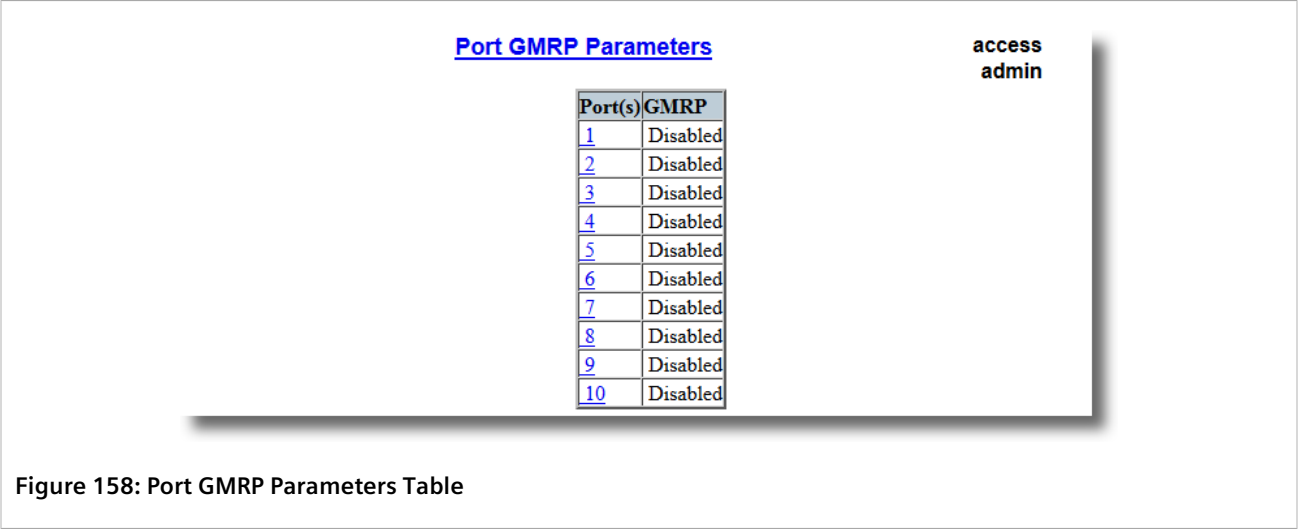 Port GMRP Parameters
access
admin
Port(s) GMRP
1 Disabled
2 Disabled
3 Disabled
4 Disabled
5 Disabled
6 Disabled
7 Disabled
8 Disabled
9 Disabled
10 Disabled
Figure 158: Port GMRP Parameters Table